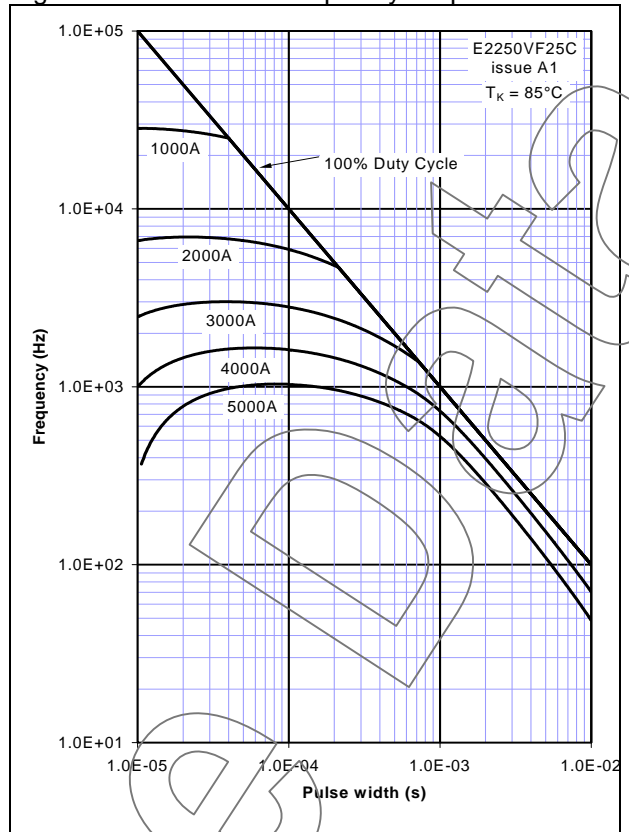 E2250VF25C
issue A1
TK = 85°C
1.0E+05
1000A
100% Duty Cycle
1.0E+04
2000A
3000A
4000A
1.0E+03
5000A
Frequency (Hz)
1.0E+02
1.0E+01
1.0E-05
1.0E-04
1.0E-03
1.0E-02
Pulse width (s)